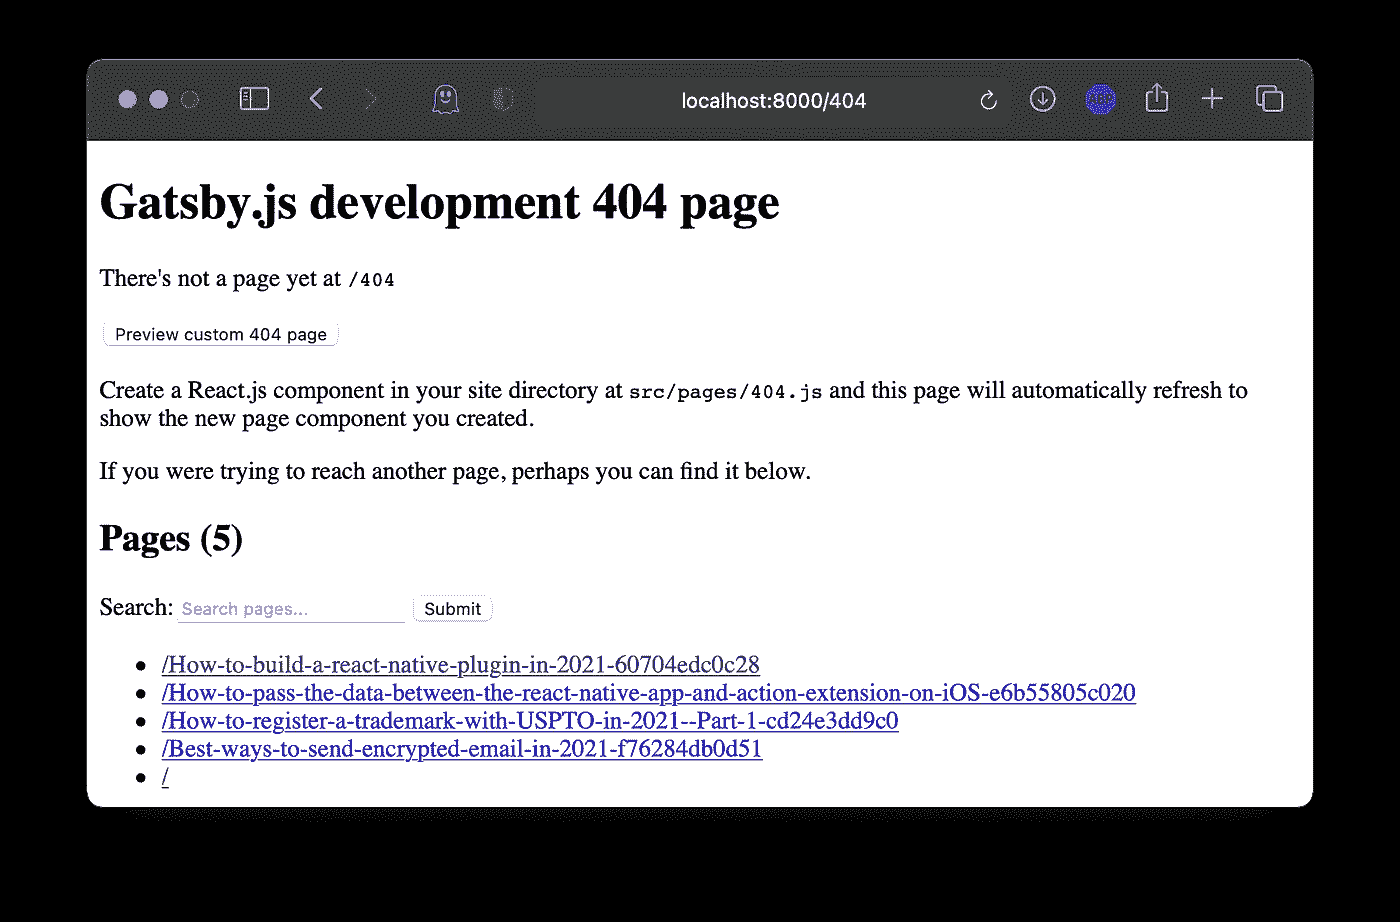 localhost:8000/404
Gatsby.js development 404 page
There's not a page yet at /404
Preview custom 404 page
Create a React.js component in your site directory at src/pages/404.js and this page will automatically refresh to
show the new page component you created.
If you were trying to reach another page, perhaps you can find it below.
Pages (5)
Search: Search pages... Submit
/How-to-build-a-react-native-plugin-in-2021-60704edc0c28
/How-to-pass-the-data-between-the-react-native-app-and-action-extension-on-iOS-e6b55805c020
/How-to-register-a-trademark-with-USPTO-in-2021--Part-1-cd24e3dd9c0
/Best-ways-to-send-encrypted-email-in-2021-f76284db0d51
/